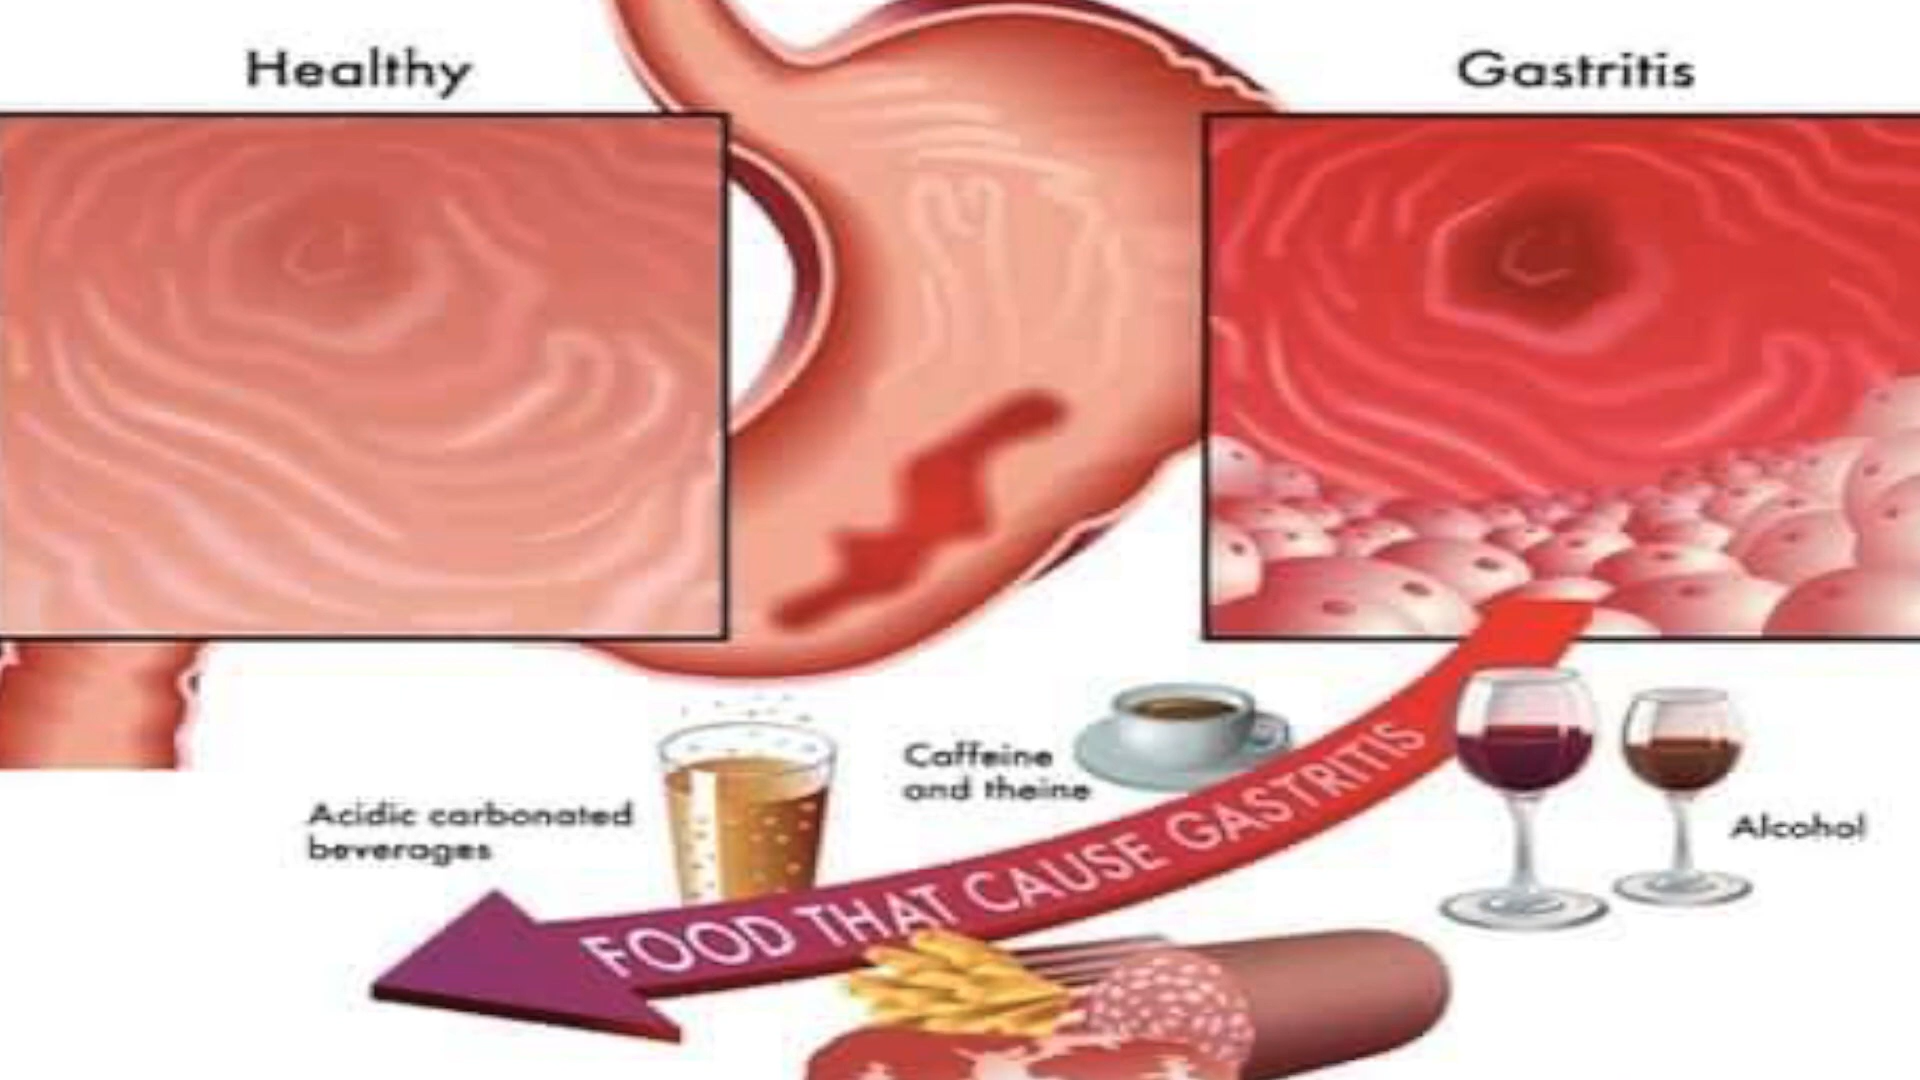 Healthy
Gastritis
Caffeine
and theine
Acidic carbonated
beverages
Alcohol
FOOD THAT CAUSE GASTRITIS